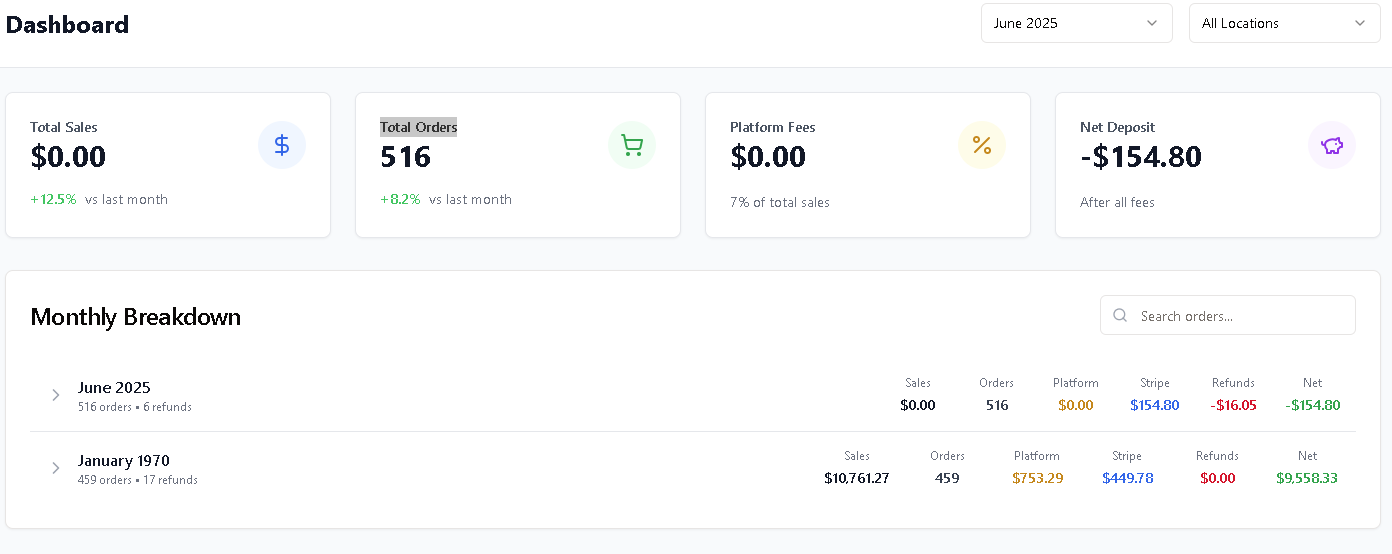 Dashboard
June 2025
All Locations
Total Sales
$0.00
+12.5% vs last month
Total Orders
516
+8.2% vs last month
Platform Fees
$0.00
7% of total sales
Net Deposit
-$154.80
After all fees
Monthly Breakdown
Search orders...
June 2025
516 orders • 6 refunds
Sales Orders Platform Stripe Refunds Net
$0.00 516 $0.00 $154.80 -$16.05 -$154.80
January 1970
459 orders • 17 refunds
Sales Orders Platform Stripe Refunds Net
$10,761.27 459 $753.29 $449.78 $0.00 $9,558.33